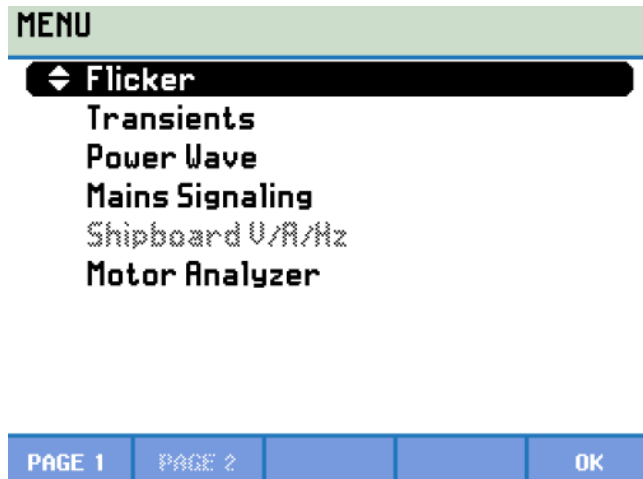 MENU
Flicker
Transients
Power Wave
Mains Signaling
Shipboard V/A/Hz
Motor Analyzer
PAGE 1 PAGE 2 OK